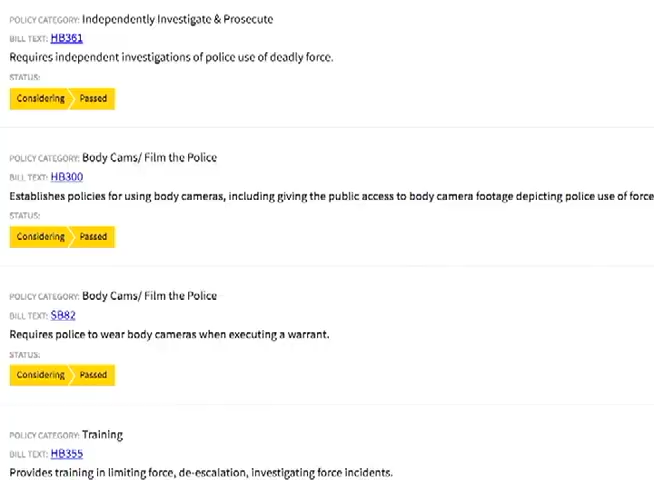 POLICY CATEGORY: Independently Investigate & Prosecute
BILL TEXT: HB361
Requires independent investigations of police use of deadly force.
STATUS:
Considering Passed
POLICY CATEGORY: Body Cams/ Film the Police
BILL TEXT: HB300
Establishes policies for using body cameras, including giving the public access to body camera footage depicting police use of force
STATUS:
Considering Passed
POLICY CATEGORY: Body Cams/ Film the Police
BILL TEXT: SB82
Requires police to wear body cameras when executing a warrant.
STATUS:
Considering Passed
POLICY CATEGORY: Training
BILL TEXT: HB355
Provides training in limiting force, de-escalation, investigating force incidents.